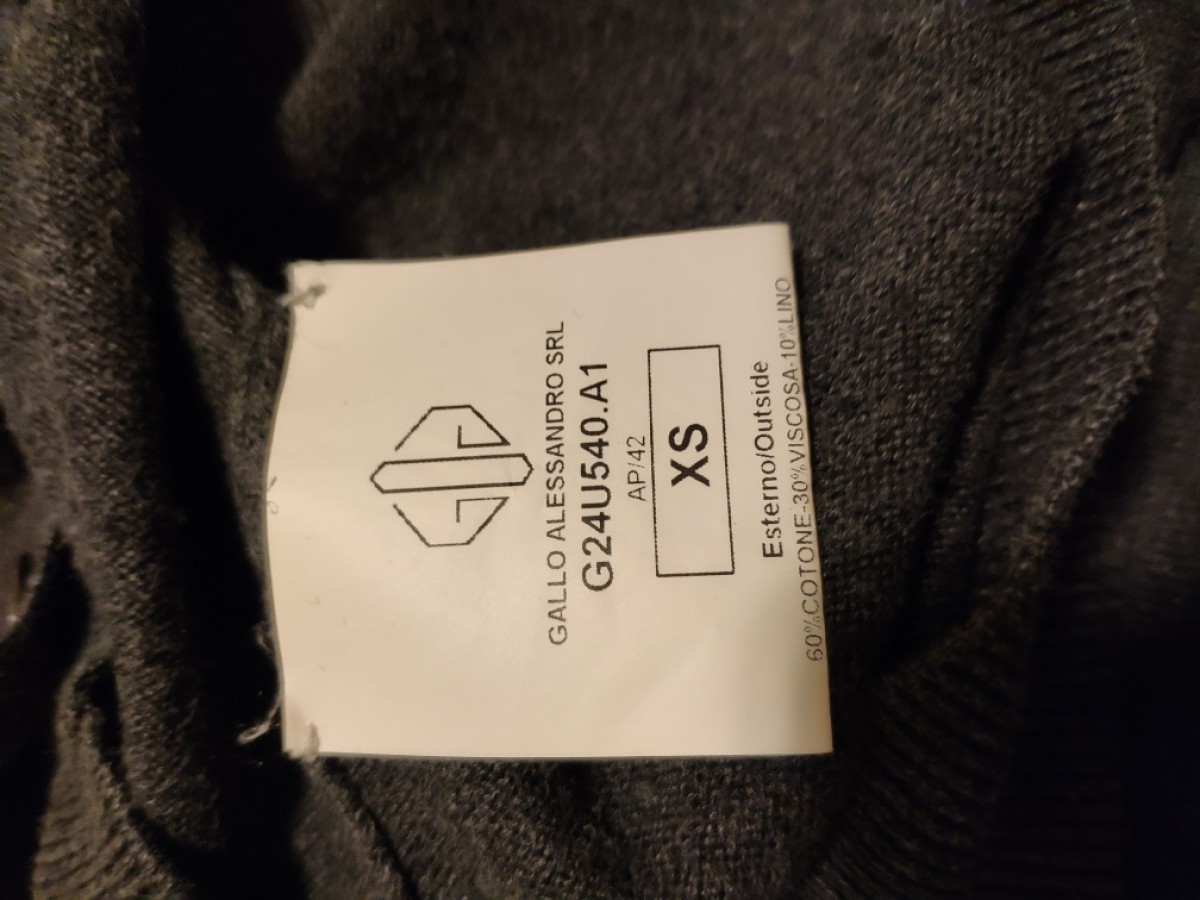 GALLO ALESSANDRO SRL
G24U540.A1
AP/42
XS
Esterno/Outside
60%COTONE-30%VISCOSA-10%LINO